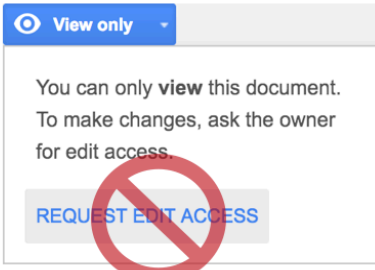 View only
You can only view this document.
To make changes, ask the owner
for edit access.
REQUEST EDIT ACCESS